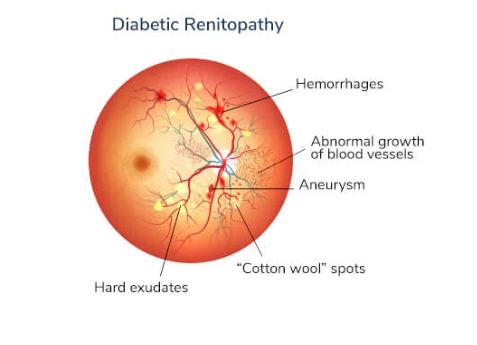 Diabetic Renitopathy
Hemorrhages
Abnormal growth
of blood vessels
Aneurysm
“Cotton wool” spots
Hard exudates